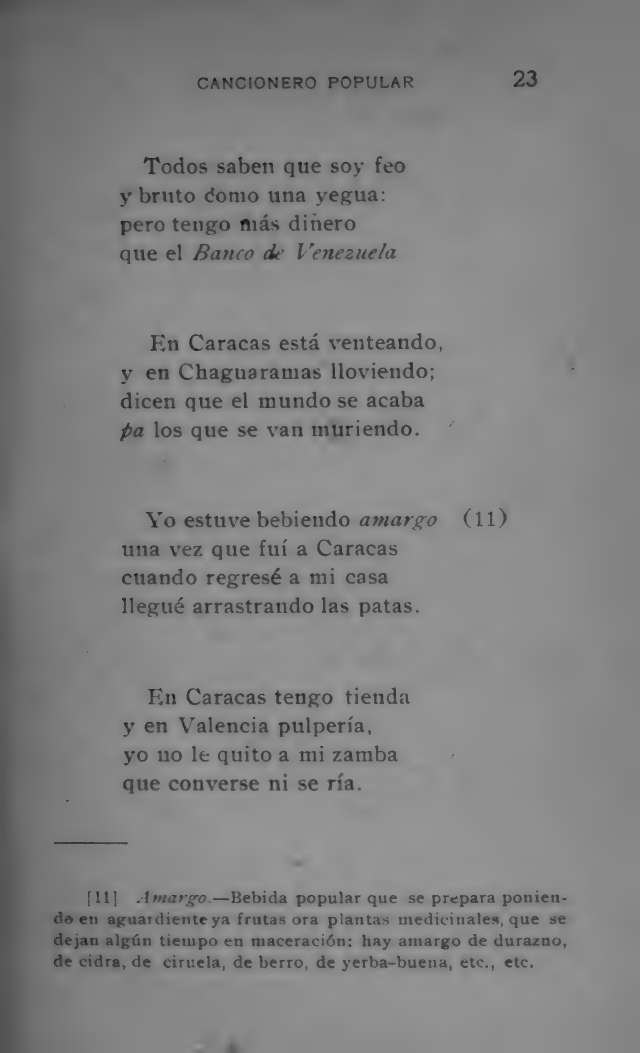 CANCIONERO POPULAR 23
Todos saben que soy feo
y bruto como una yegua:
pero tengo más dinero
que el Banco de Venezuela
En Caracas está venteando,
y en Chaguaramas lloviendo;
dicen que el mundo se acaba
pa los que se van muriendo.
Yo estuve bebiendo amargo (11)
una vez que fuí a Caracas
cuando regresé a mi casa
llegué arrastrando las patas.
En Caracas tengo tienda
y en Valencia pulpería,
yo no le quito a mi zamba
que converse ni se ría.
[11] Amargo.—Bebida popular que se prepara ponien-
do en aguardiente ya frutas ora plantas medicinales, que se
dejan algún tiempo en maceración: hay amargo de durazno,
de cidra, de ciruela, de berro, de yerba-buena, etc., etc.